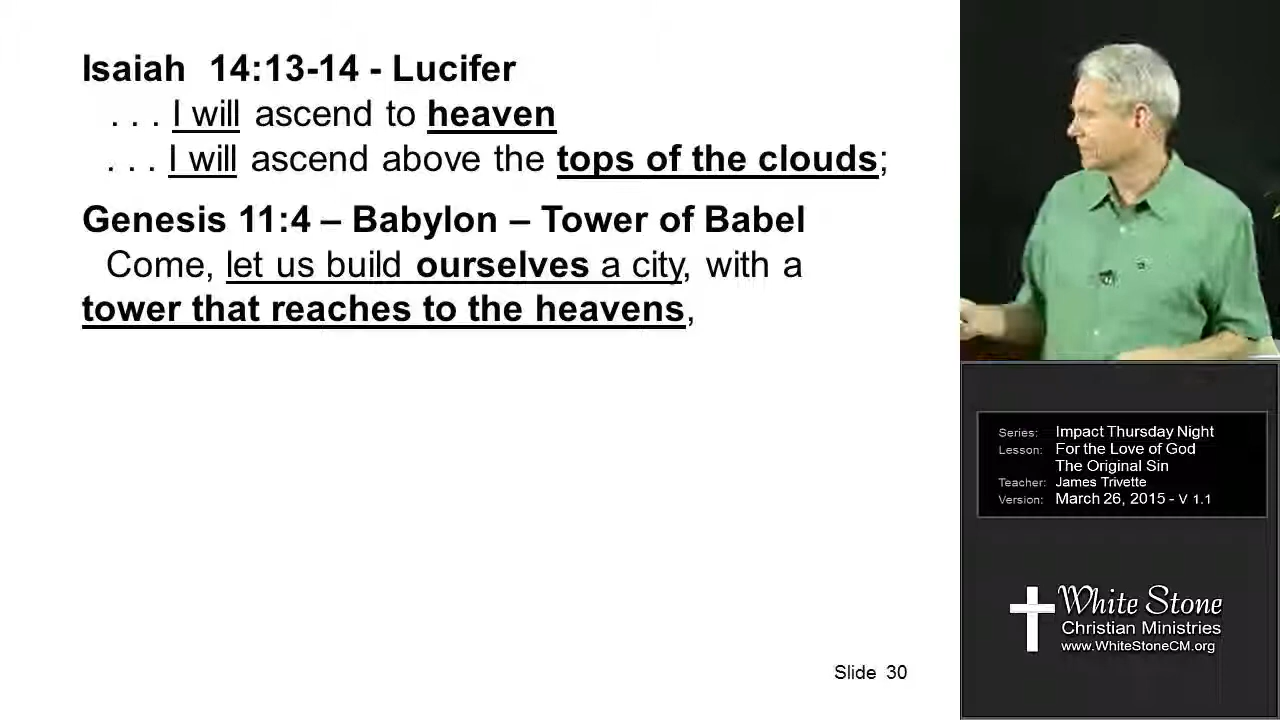 Isaiah 14:13-14 - Lucifer
. . . I will ascend to heaven
. . . I will ascend above the tops of the clouds;
Genesis 11:4 – Babylon – Tower of Babel
Come, let us build ourselves a city, with a
tower that reaches to the heavens,
Slide 30
Series: Impact Thursday Night
Lesson: For the Love of God
The Original Sin
Teacher: James Trivette
Version: March 26, 2015 - V 1.1
White Stone
Christian Ministries
www.WhiteStoneCM.org